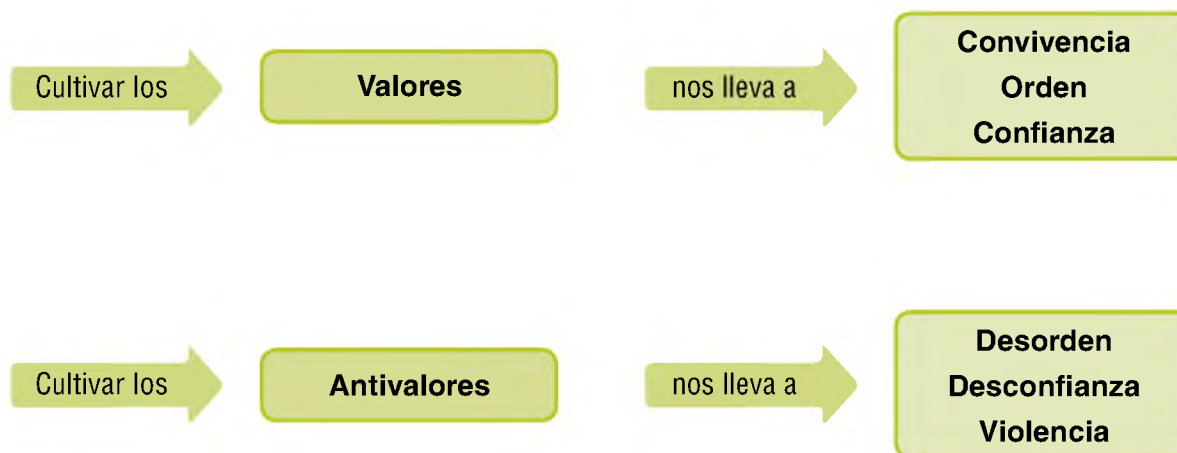 Cultivar los
Valores
nos lleva a
Convivencia
Orden
Confianza
Cultivar los
Antivalores
nos lleva a
Desorden
Desconfianza
Violencia